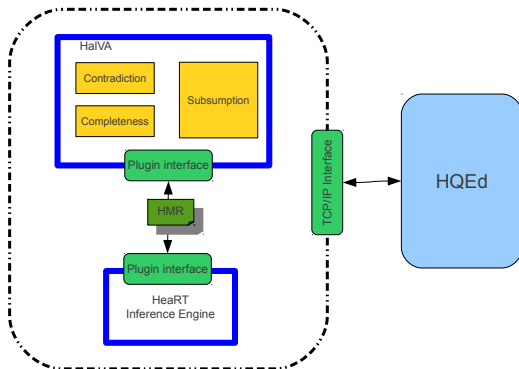 HalVA
Contradiction
Completeness
Subsumption
Plugin interface
HMR
Plugin interface
HeaRT
Inference Engine
TCP/IP Interface
HQEd